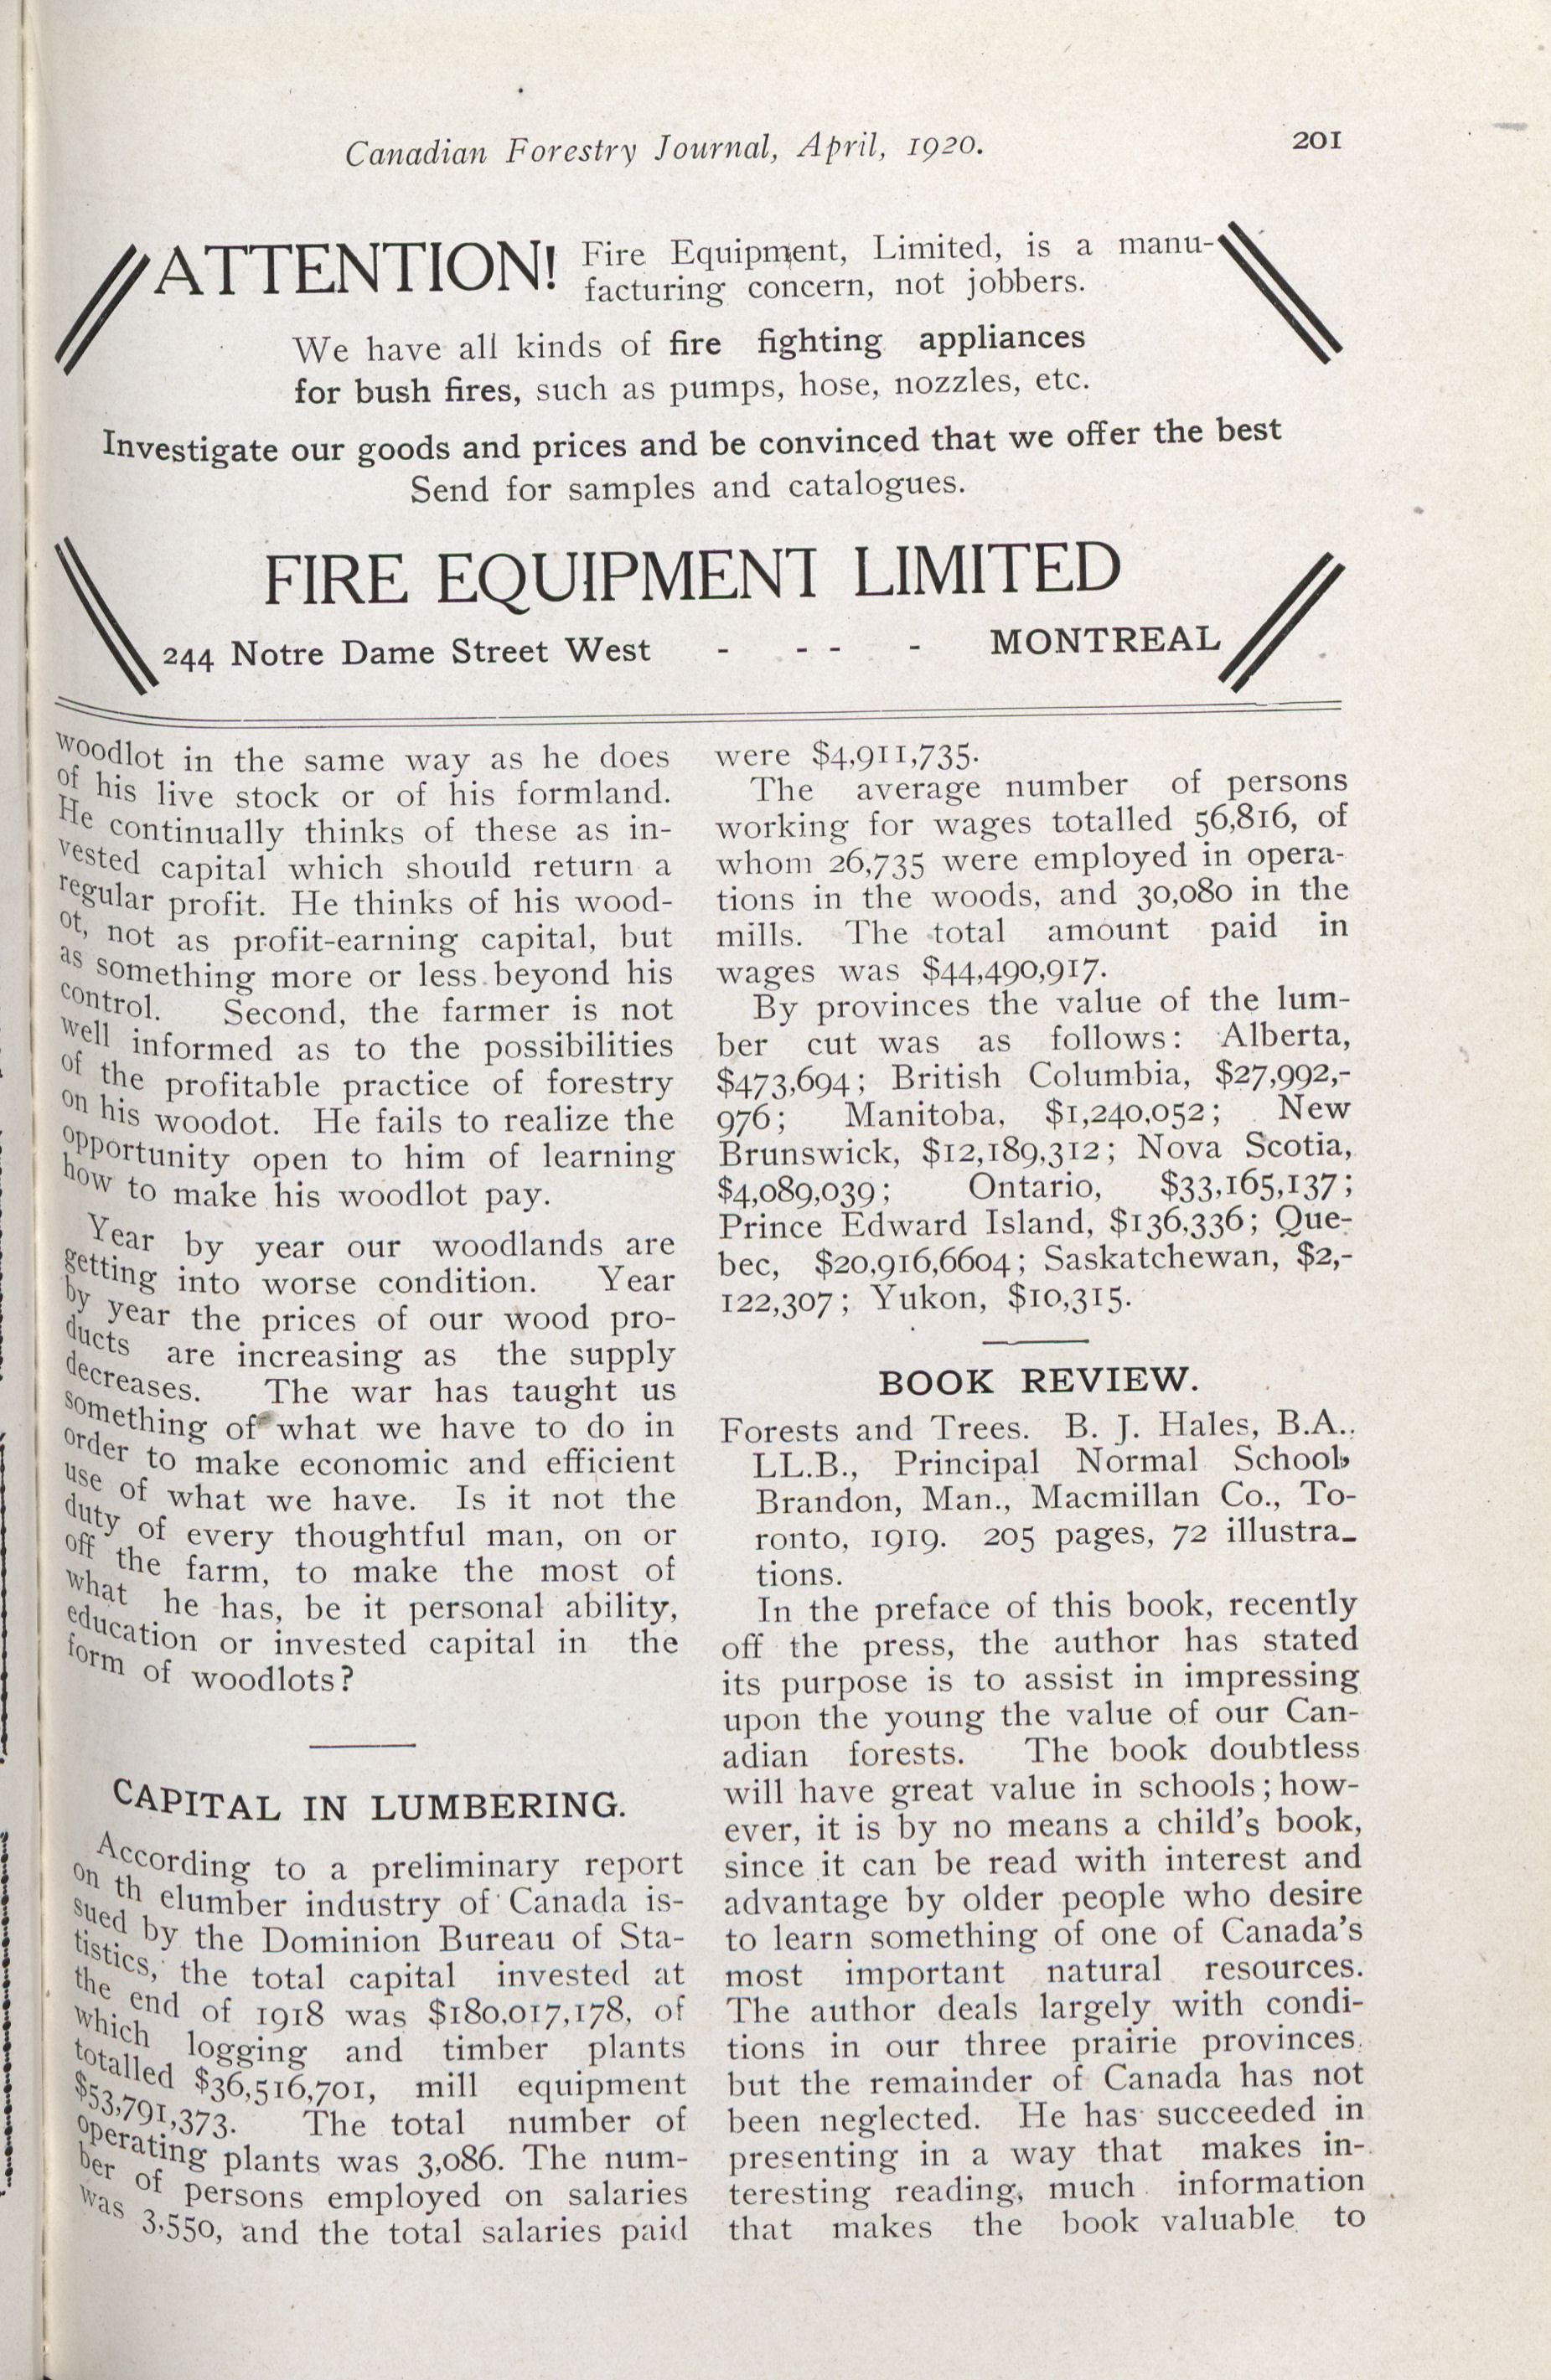 Canadian Forestry Journal, April, 1920.
201
ATTENTION! Fire Equipment, Limited, is a manu-
facturing concern, not jobbers.
We have all kinds of fire fighting appliances
for bush fires, such as pumps, hose, nozzles, etc.
Investigate our goods and prices and be convinced that we offer the best
Send for samples and catalogues.
FIRE EQUIPMENT LIMITED
244 Notre Dame Street West - - - - MONTREAL
woodlot in the same way as he does
of his live stock or of his formland.
He continually thinks of these as in-
vested capital which should return a
regular profit. He thinks of his wood-
ot, not as profit-earning capital, but
as something more or less beyond his
control. Second, the farmer is not
well informed as to the possibilities
of the profitable practice of forestry
on his woodot. He fails to realize the
opportunity open to him of learning
how to make his woodlot pay.
Year by year our woodlands are
getting into worse condition. Year
by year the prices of our wood pro-
ducts are increasing as the supply
decreases. The war has taught us
something of what we have to do in
order to make economic and efficient
use of what we have. Is it not the
duty of every thoughtful man, on or
off the farm, to make the most of
what he has, be it personal ability,
education or invested capital in the
form of woodlots?
CAPITAL IN LUMBERING.
According to a preliminary report
on th elumber industry of Canada is-
sued by the Dominion Bureau of Sta-
tistics, the total capital invested at
the end of 1918 was $180,017,178, of
which logging and timber plants
totalled $36,516,701, mill equipment
$53,791,373. The total number of
operating plants was 3,086. The num-
ber of persons employed on salaries
was 3,550, and the total salaries paid
were $4,911,735.
The average number of persons
working for wages totalled 56,816, of
whom 26,735 were employed in opera-
tions in the woods, and 30,080 in the
mills. The total amount paid in
wages was $44,490,917.
By provinces the value of the lum-
ber cut was as follows: Alberta,
$473,694; British Columbia, $27,992,-
976; Manitoba, $1,240,052; New
Brunswick, $12,189,312; Nova Scotia,
$4,089,039; Ontario, $33,165,137;
Prince Edward Island, $136,336; Que-
bec, $20,916,6604; Saskatchewan, $2,-
122,307; Yukon, $10,315.
BOOK REVIEW.
Forests and Trees. B. J. Hales, B.A.,
LL.B., Principal Normal School,
Brandon, Man., Macmillan Co., To-
ronto, 1919. 205 pages, 72 illustra-
tions.
In the preface of this book, recently
off the press, the author has stated
its purpose is to assist in impressing
upon the young the value of our Can-
adian forests. The book doubtless
will have great value in schools; how-
ever, it is by no means a child's book,
since it can be read with interest and
advantage by older people who desire
to learn something of one of Canada's
most important natural resources.
The author deals largely with condi-
tions in our three prairie provinces,
but the remainder of Canada has not
been neglected. He has succeeded in
presenting in a way that makes in-
teresting reading, much information
that makes the book valuable to